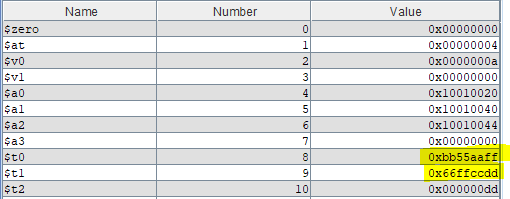 Name Number Value
$zero 0 0x00000000
$at 1 0x00000004
$v0 2 0x0000000a
$v1 3 0x00000000
$a0 4 0x10010020
$a1 5 0x10010040
$a2 6 0x10010044
$a3 7 0x00000000
$t0 8 0xbb55aaff
$t1 9 0x66ffccdd
$t2 10 0x000000dd